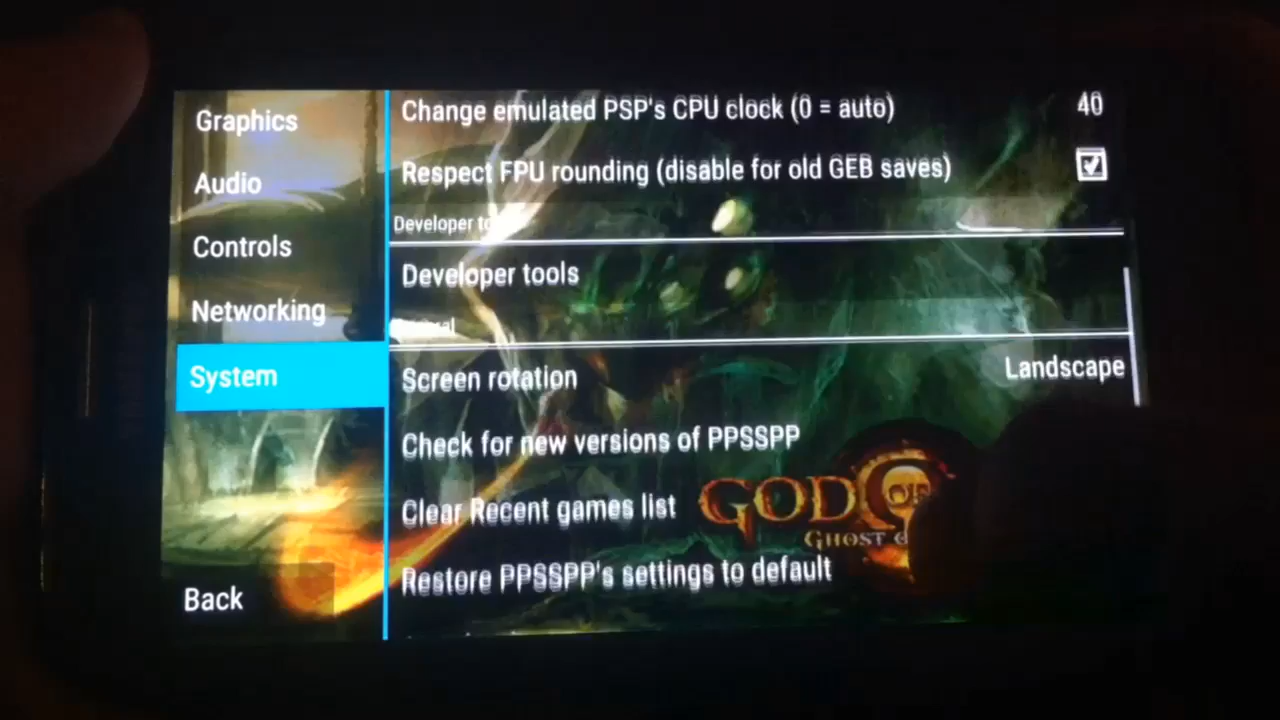 Graphics
Audio
Controls
Networking
System
Back
Change emulated PSP's CPU clock (0 = auto) 40
Respect FPU rounding (disable for old GEB saves)
Developer
Developer tools
Screen rotation Landscape
Check for new versions of PPSSPP
Clear Recent games list
Restore PPSSPP's settings to default
GOD OF
GHOST